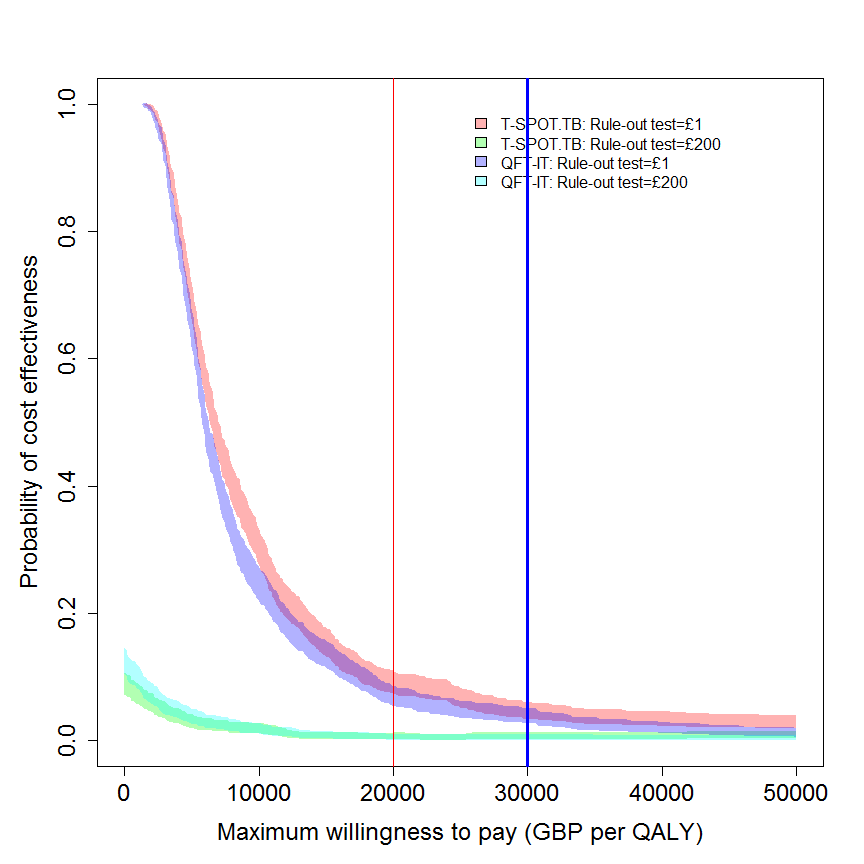 T-SPOT.TB: Rule-out test=£1
T-SPOT.TB: Rule-out test=£200
QFT-IT: Rule-out test=£1
QFT-IT: Rule-out test=£200
Probability of cost effectiveness
1.0
0.8
0.6
0.4
0.2
0.0
0 10000 20000 30000 40000 50000
Maximum willingness to pay (GBP per QALY)